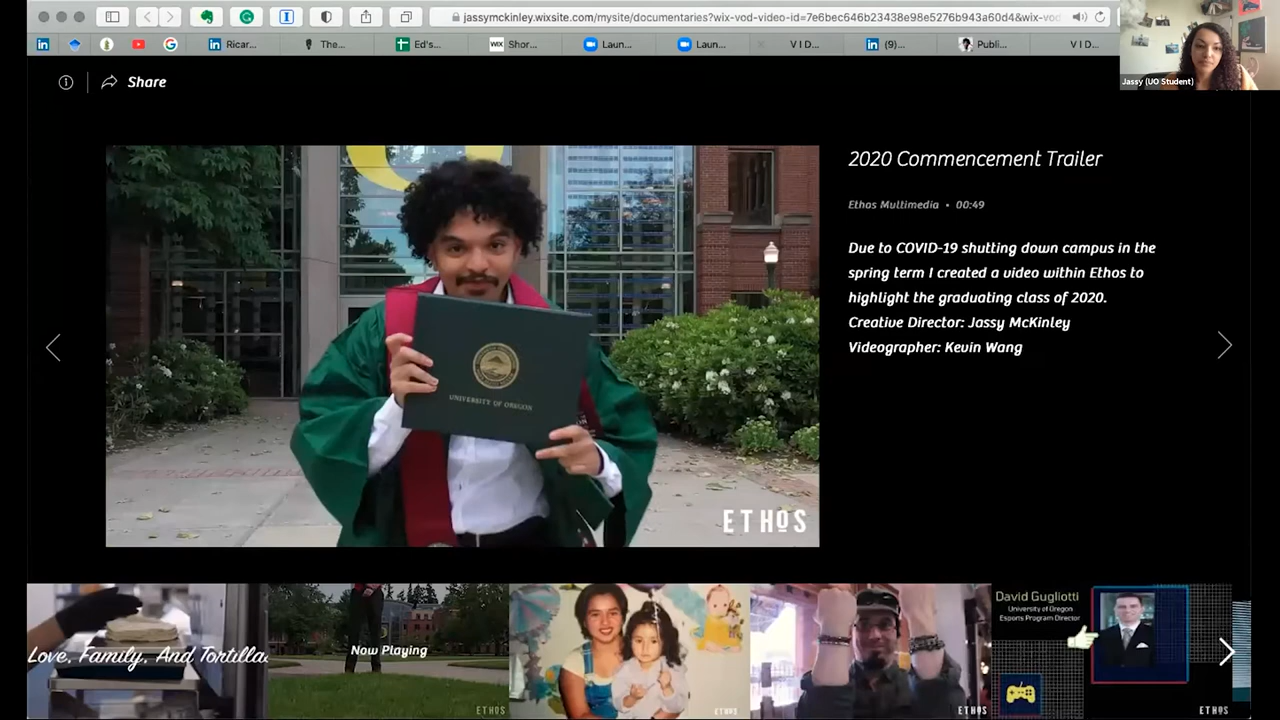 jassymckinley.wixsite.com/mysite/documentaries?wix-vod-video-id=7e6bec646b23438e98e5276b943a60d4&wix-vod-
Ricar...
The...
Ed's...
WIX
Shor...
Laun...
Laun...
V I D...
(9)...
Publi...
V I D...
Jassy (UO Student)
Share
2020 Commencement Trailer
Ethos Multimedia • 00:49
Due to COVID-19 shutting down campus in the
spring term I created a video within Ethos to
highlight the graduating class of 2020.
Creative Director: Jassy McKinley
Videographer: Kevin Wang
UNIVERSITY OF OREGON
ETHOS
Love, Family, And Tortilla
Now Playing
ETHOS
ETHOS
ETHOS
David Gugliotti
University of Oregon
Esports Program Director
ETHOS